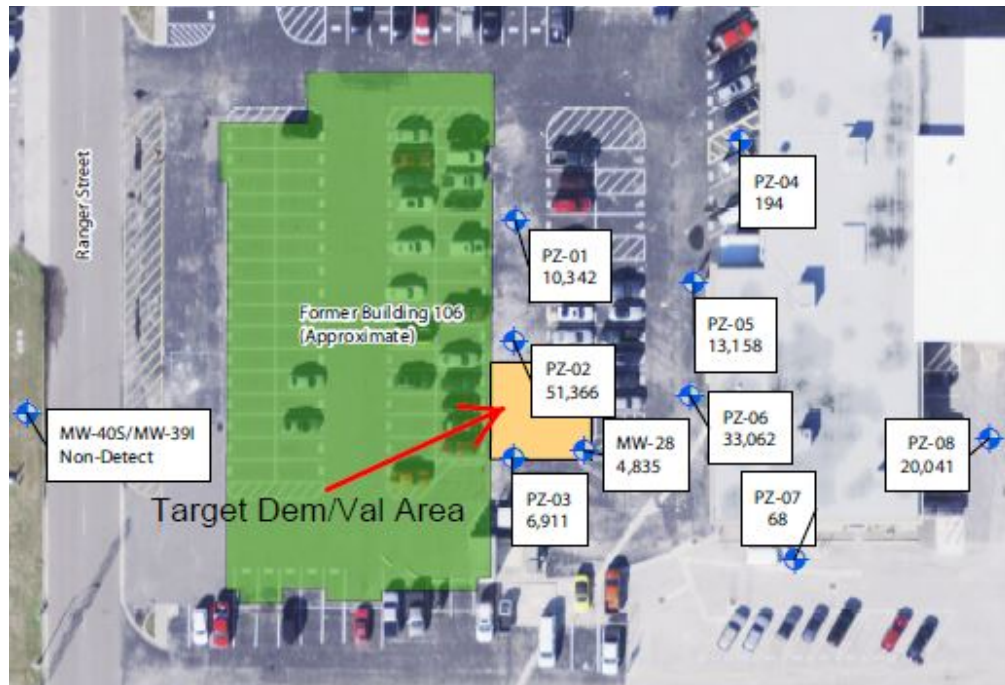 Ranger Street
PZ-04
194
PZ-01
10,342
Former Building 106
(Approximate)
PZ-05
13,158
PZ-02
51,366
MW-40S/MW-39I
Non-Detect
PZ-06
33,062
MW-28
4,835
PZ-08
20,041
Target Dem/Val Area
PZ-03
6,911
PZ-07
68